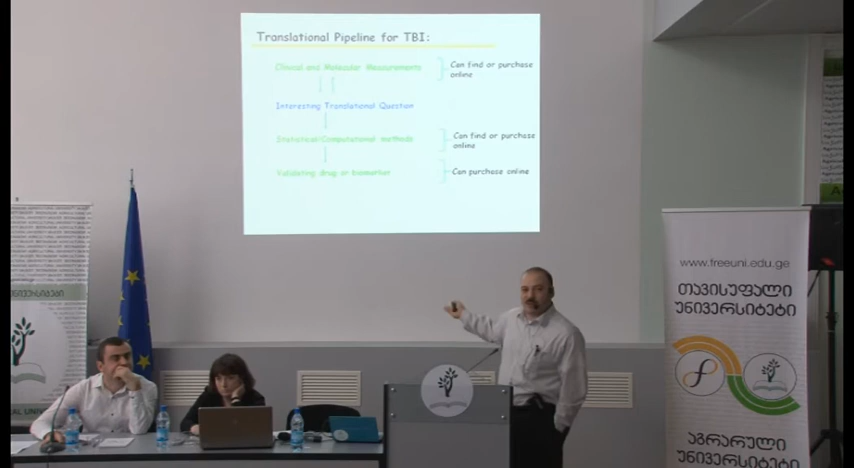 Translational Pipeline for TBI:
Clinical and Molecular Measurements
Can find or purchase
online
Interesting Translational Question
Statistical/Computational methods
Can find or purchase
online
Validating drug or biomarker
Can purchase online
www.freeuni.edu.ge
თავისუფალი
უნივერსიტეტი
აგრარული
უნივერსიტეტი